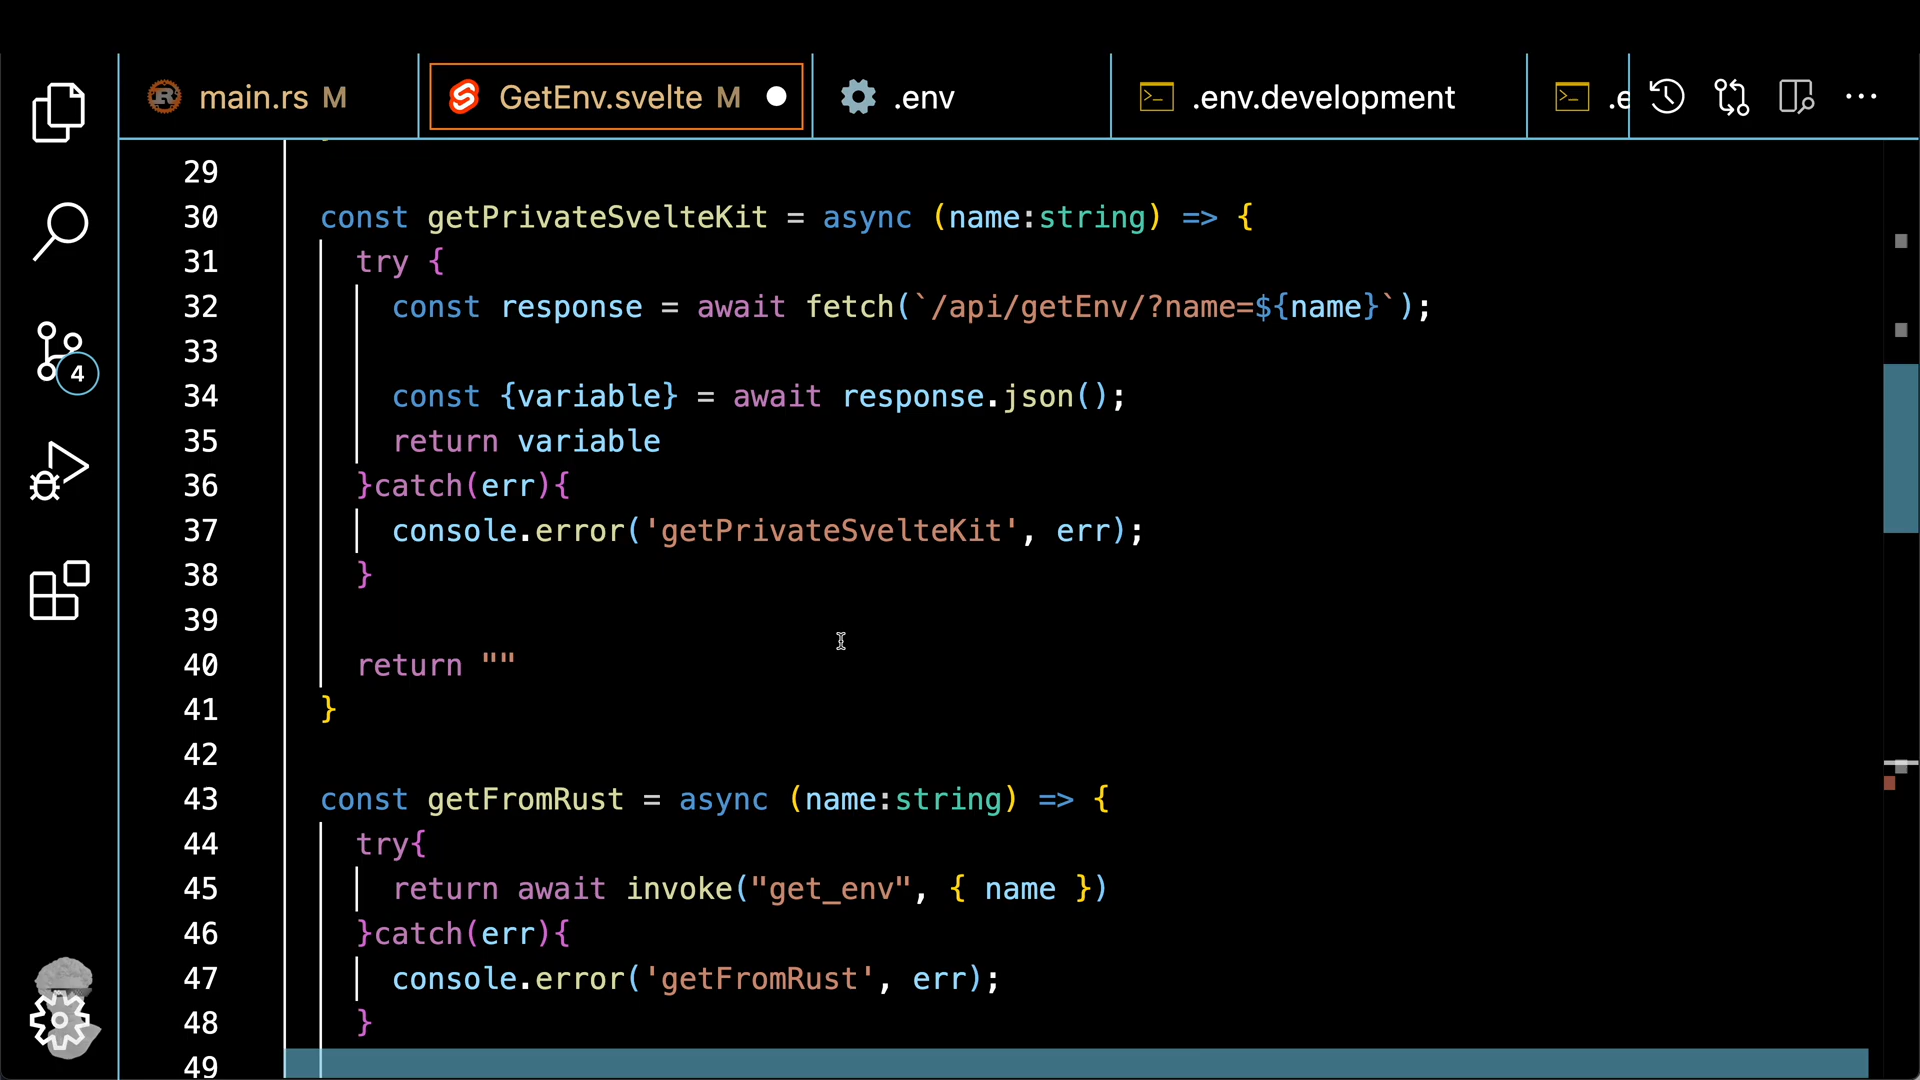 main.rs M
GetEnv.svelte M
.env
.env.development
.e
29
30 const getPrivateSvelteKit = async (name:string) => {
31 try {
32 const response = await fetch(`/api/getEnv/?name=${name}`);
33
34 const {variable} = await response.json();
35 return variable
36 }catch(err){
37 console.error('getPrivateSvelteKit', err);
38 }
39
40 return ""
41 }
42
43 const getFromRust = async (name:string) => {
44 try{
45 return await invoke("get_env", { name })
46 }catch(err){
47 console.error('getFromRust', err);
48 }
49
4